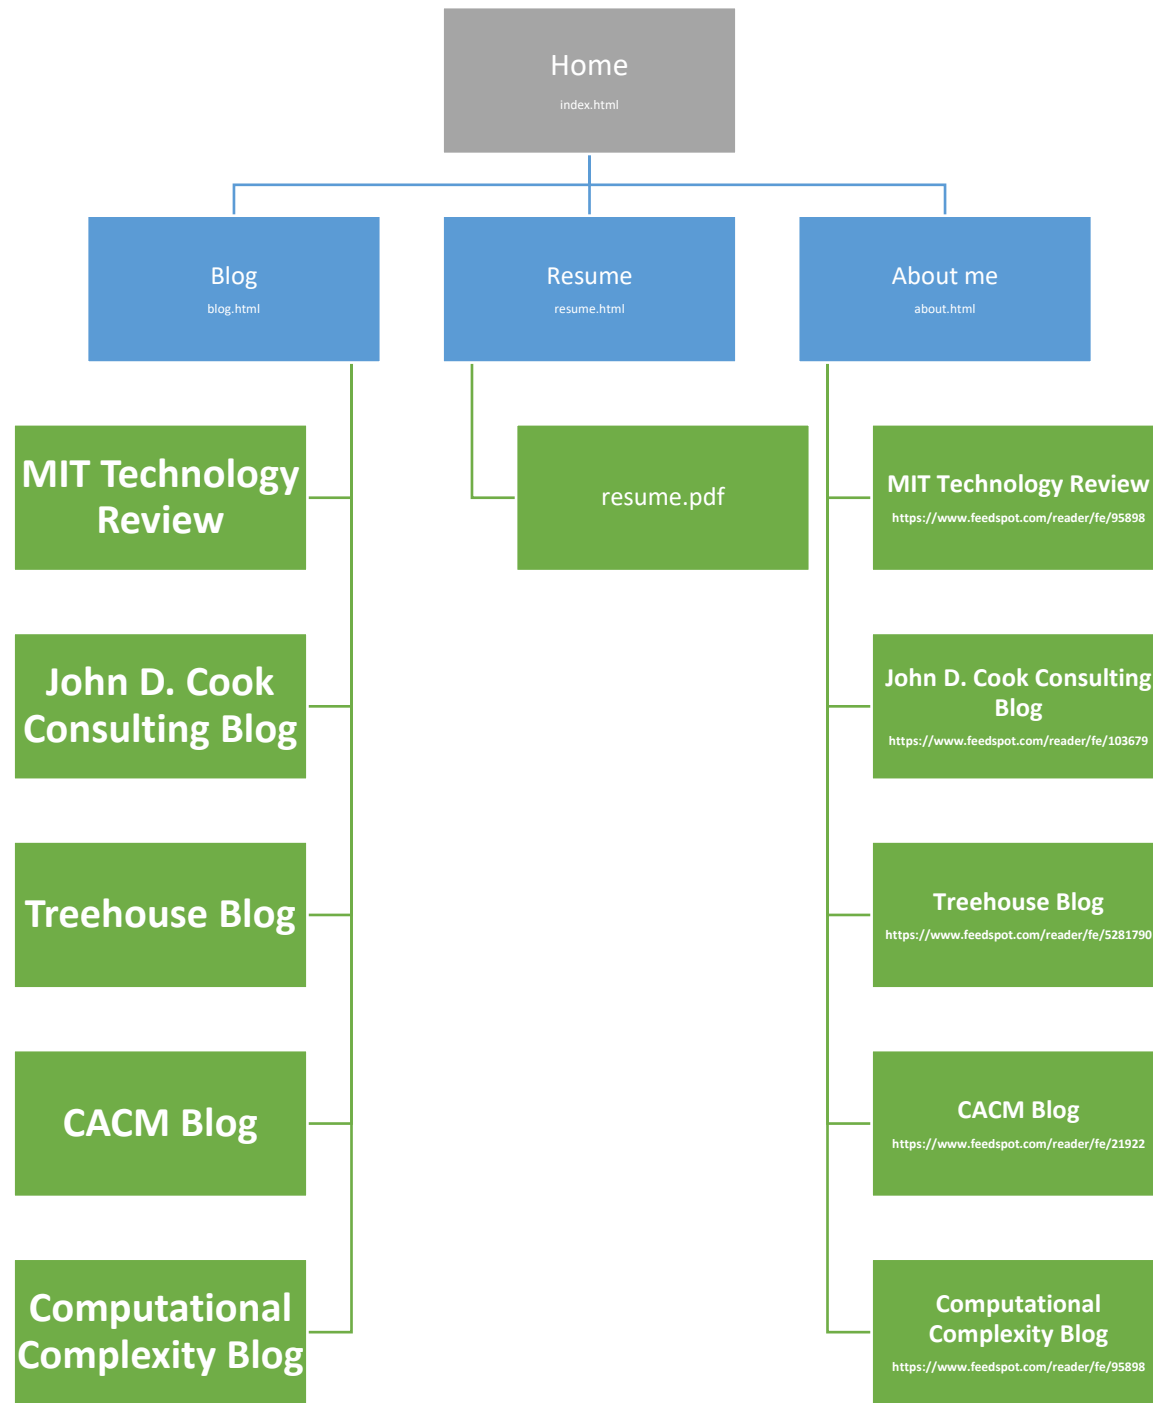 Home
index.html
Blog
blog.html
Resume
resume.html
About me
about.html
MIT Technology
Review
resume.pdf
MIT Technology Review
https://www.feedspot.com/reader/fe/95898
John D. Cook
Consulting Blog
John D. Cook Consulting
Blog
https://www.feedspot.com/reader/fe/103679
Treehouse Blog
Treehouse Blog
https://www.feedspot.com/reader/fe/5281790
CACM Blog
CACM Blog
https://www.feedspot.com/reader/fe/21922
Computational
Complexity Blog
Computational
Complexity Blog
https://www.feedspot.com/reader/fe/95898